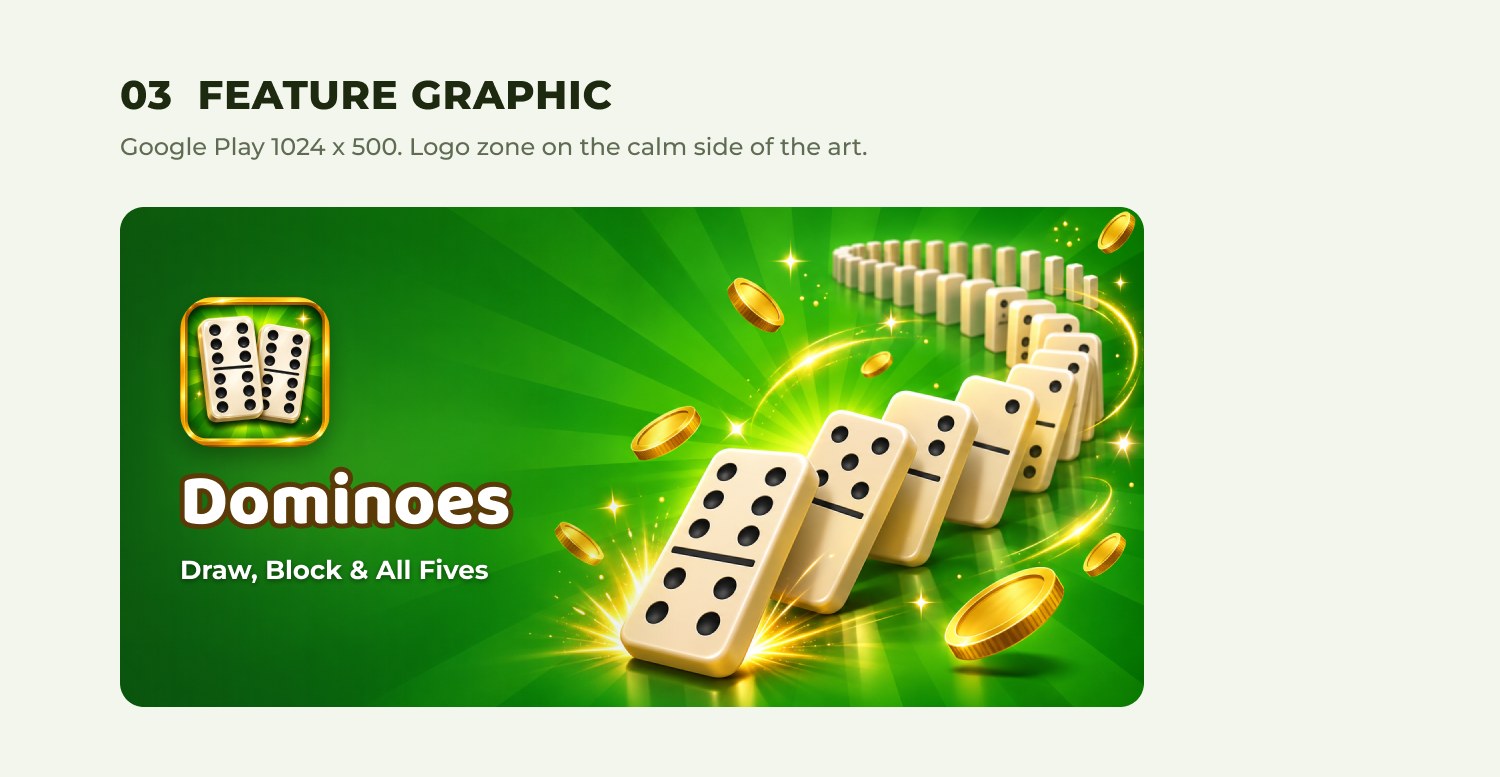 03 FEATURE GRAPHIC
Google Play 1024 x 500. Logo zone on the calm side of the art.
Dominoes
Draw, Block & All Fives